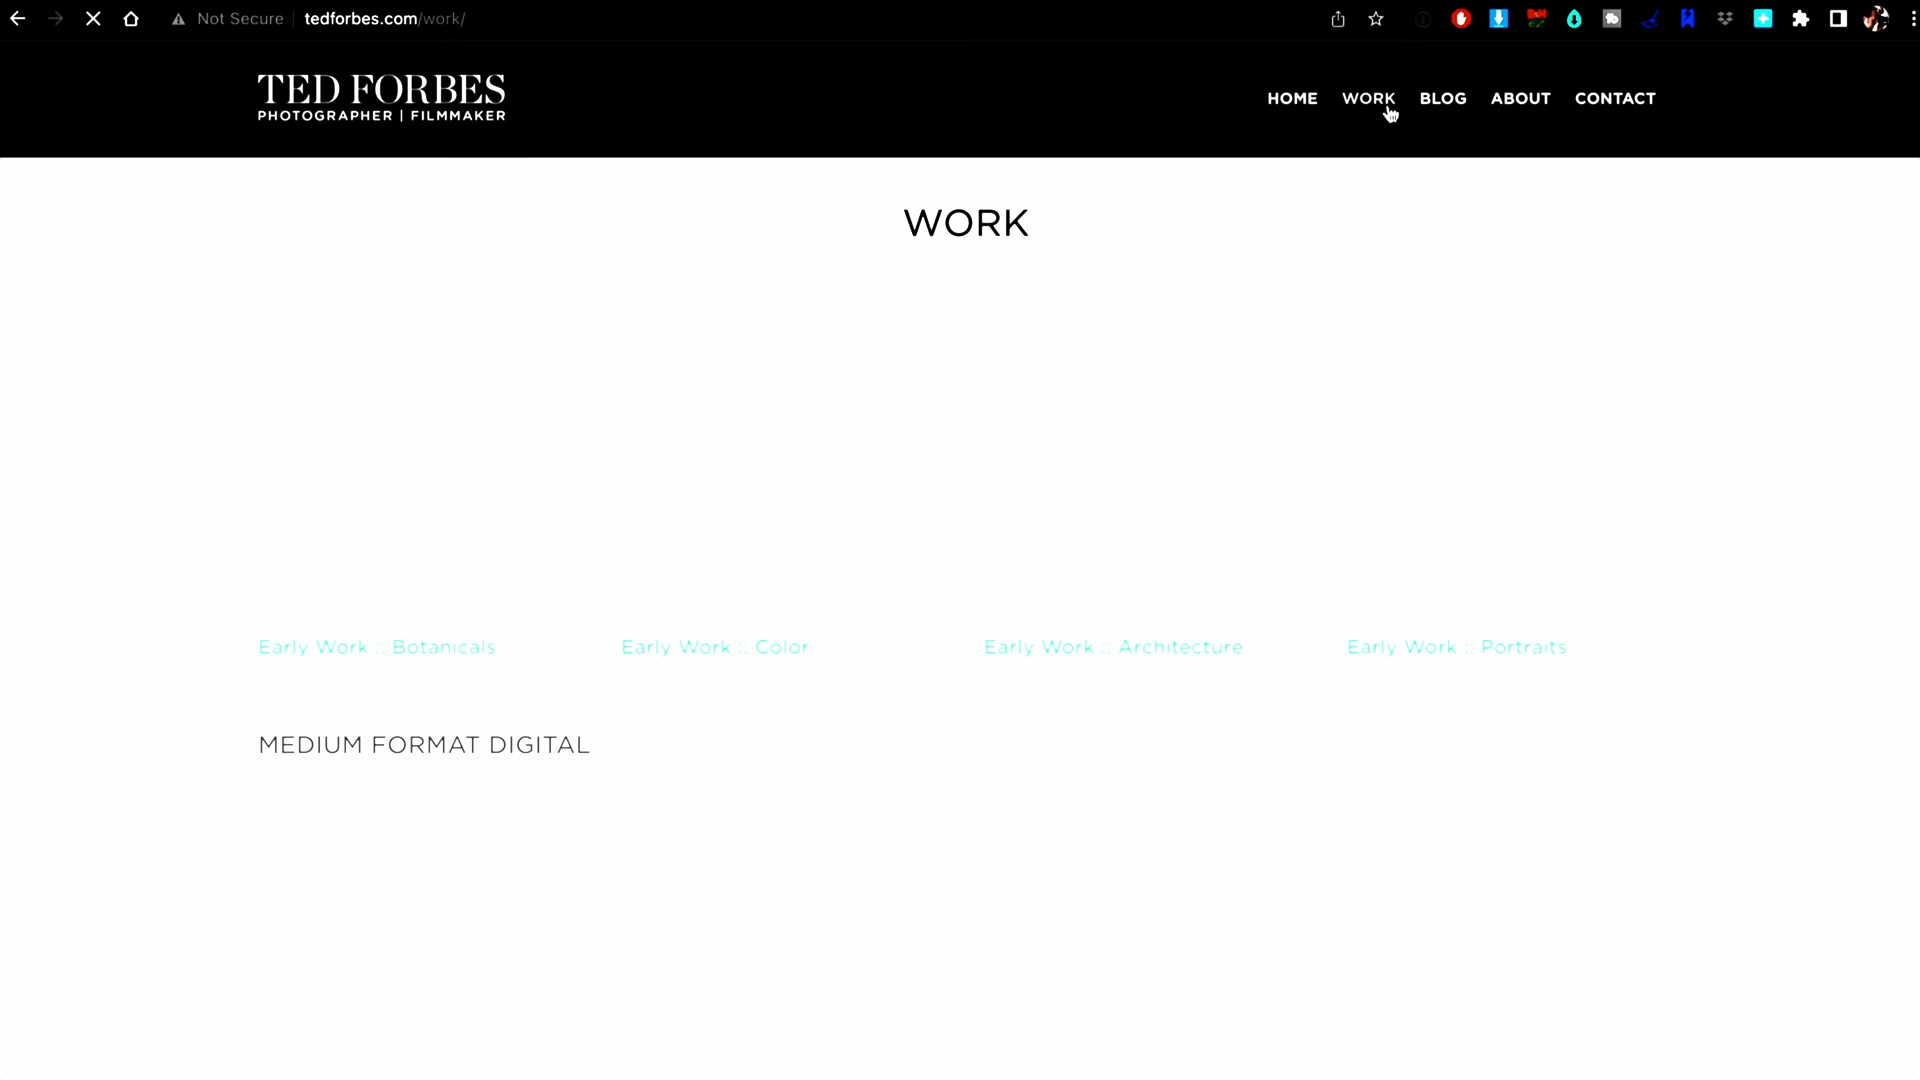 Not Secure tedforbes.com/work/
TED FORBES
PHOTOGRAPHER | FILMMAKER
HOME WORK BLOG ABOUT CONTACT
WORK
Early Work :: Botanicals
Early Work :: Color
Early Work :: Architecture
Early Work :: Portraits
MEDIUM FORMAT DIGITAL